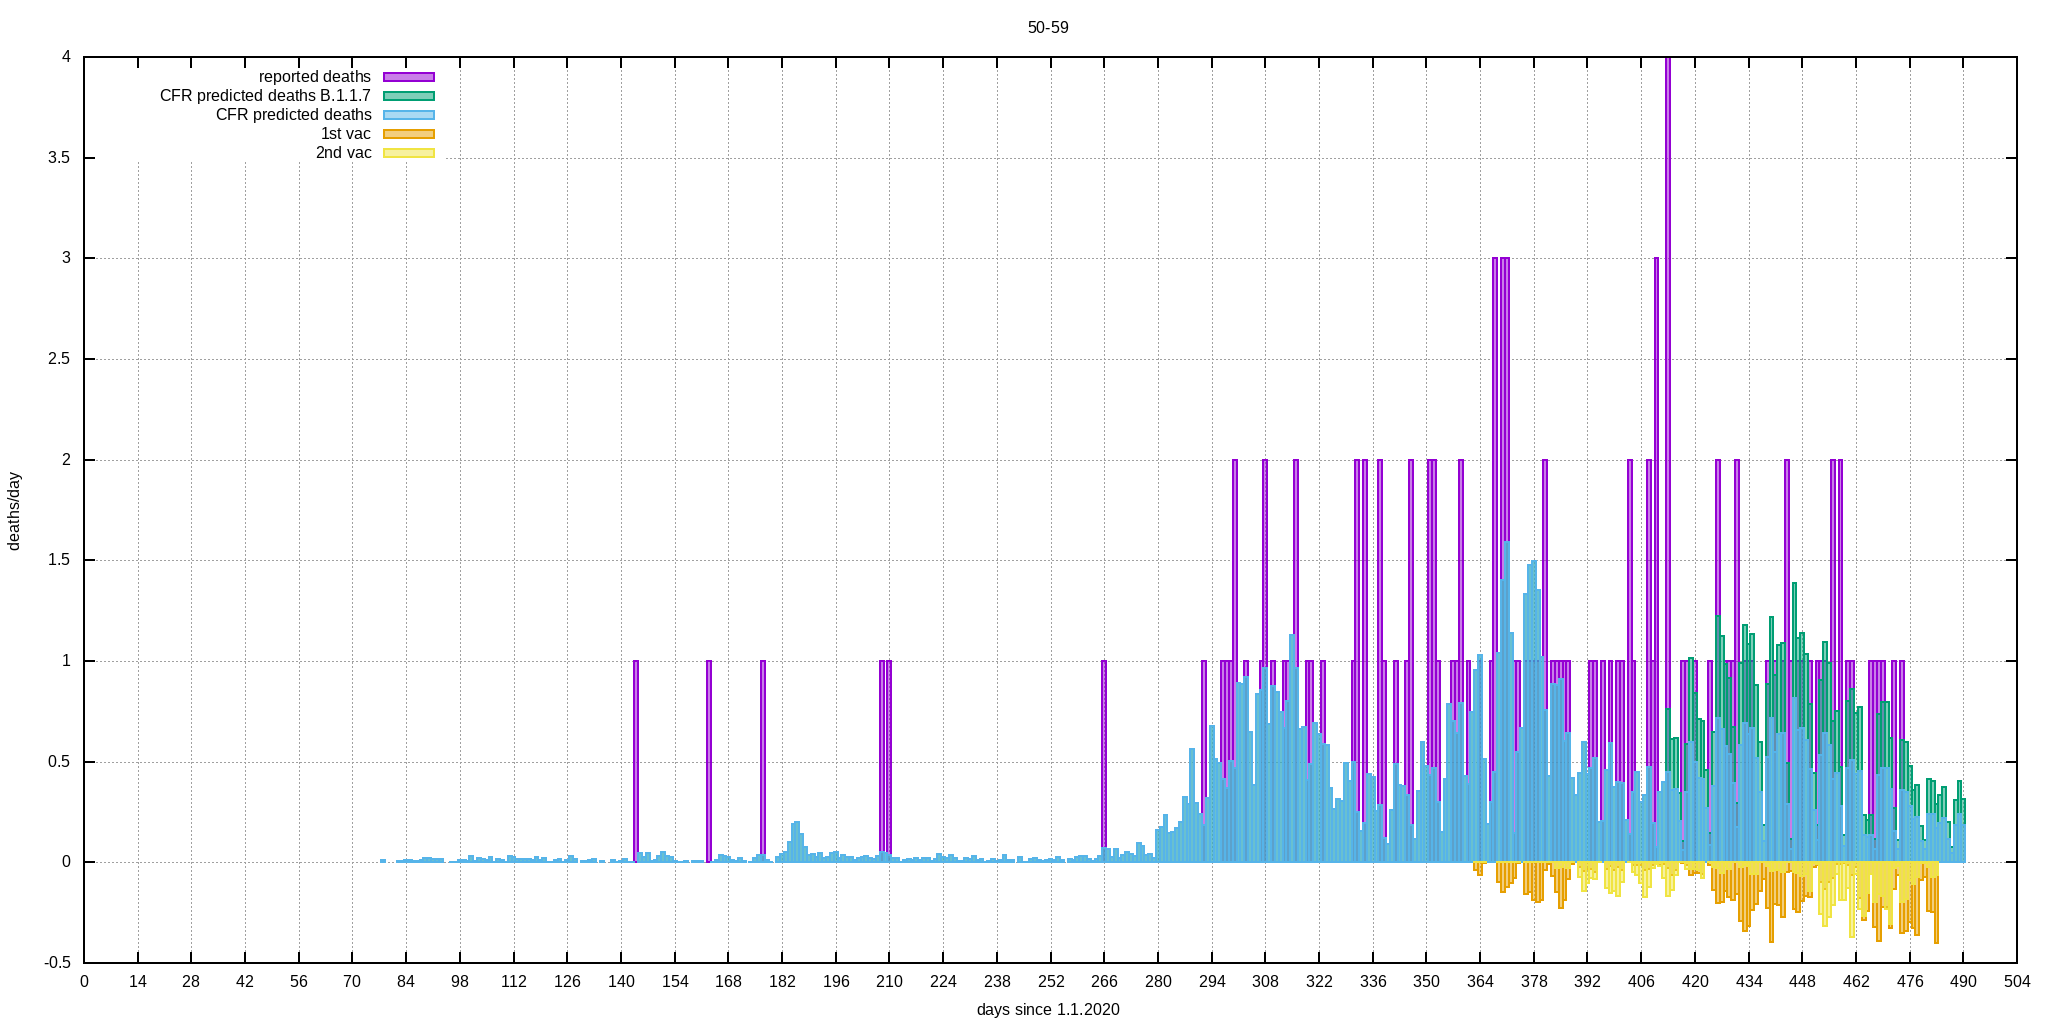 50-59
reported deaths
CFR predicted deaths B.1.1.7
CFR predicted deaths
1st vac
2nd vac
4
3.5
3
2.5
2
1.5
1
0.5
0
-0.5
deaths/day
0 14 28 42 56 70 84 98 112 126 140 154 168 182 196 210 224 238 252 266 280 294 308 322 336 350 364 378 392 406 420 434 448 462 476 490 504
days since 1.1.2020